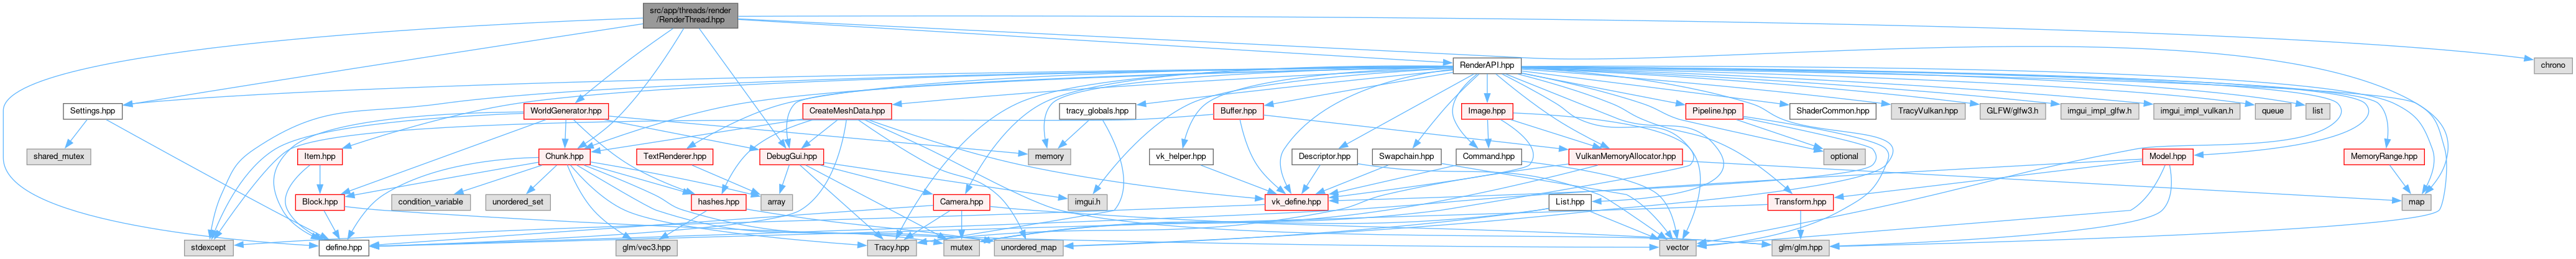 src/app/threads/render
/RenderThread.hpp
RenderAPI.hpp
chrono
Settings.hpp
WorldGenerator.hpp
CreateMeshData.hpp
tracy_globals.hpp
Buffer.hpp
Image.hpp
Pipeline.hpp
ShaderCommon.hpp
TracyVulkan.hpp
GLFW/glfw3.h
imgui_impl_glfw.h
imgui_impl_vulkan.h
queue
list
shared_mutex
Item.hpp
Chunk.hpp
TextRenderer.hpp
DebugGui.hpp
memory
vk_helper.hpp
Descriptor.hpp
Swapchain.hpp
Command.hpp
VulkanMemoryAllocator.hpp
optional
Model.hpp
MemoryRange.hpp
Block.hpp
condition_variable
unordered_set
hashes.hpp
array
Camera.hpp
imgui.h
vk_define.hpp
List.hpp
Transform.hpp
map
stdexcept
define.hpp
glm/vec3.hpp
Tracy.hpp
mutex
unordered_map
vector
glm/glm.hpp